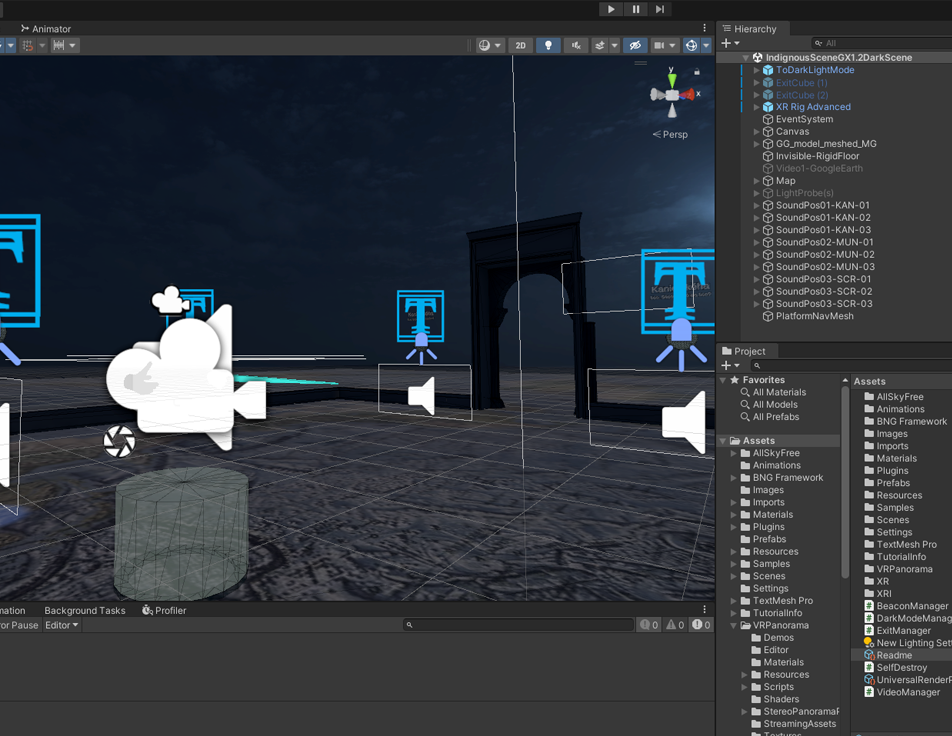 Animator
2D
y
x
Persp
Hierarchy
All
IndignousSceneGX1.2DarkScene
ToDarkLightMode
ExitCube (1)
ExitCube (2)
XR Rig Advanced
EventSystem
Canvas
GG_model_meshed_MG
Invisible-RigidFloor
Video1-GoogleEarth
Map
LightProbe(s)
SoundPos01-KAN-01
SoundPos01-KAN-02
SoundPos01-KAN-03
SoundPos02-MUN-01
SoundPos02-MUN-02
SoundPos02-MUN-03
SoundPos03-SCR-01
SoundPos03-SCR-02
SoundPos03-SCR-03
PlatformNavMesh
mation
Background Tasks
Profiler
or Pause
Editor
0
0
0
Project
Favorites
All Materials
All Models
All Prefabs
Assets
AllSkyFree
Animations
BNG Framework
Images
Imports
Materials
Plugins
Prefabs
Resources
Samples
Scenes
Settings
TextMesh Pro
TutorialInfo
VRPanorama
Demos
Editor
Materials
Resources
Scripts
Shaders
StereoPanoramaF
StreamingAssets
Textures
Assets
AllSkyFree
Animations
BNG Framework
Images
Imports
Materials
Plugins
Prefabs
Resources
Samples
Scenes
Settings
TextMesh Pro
TutorialInfo
VRPanorama
XR
XRI
BeaconManager
DarkModeManag
ExitManager
New Lighting Sett
Readme
SelfDestroy
UniversalRenderP
VideoManager